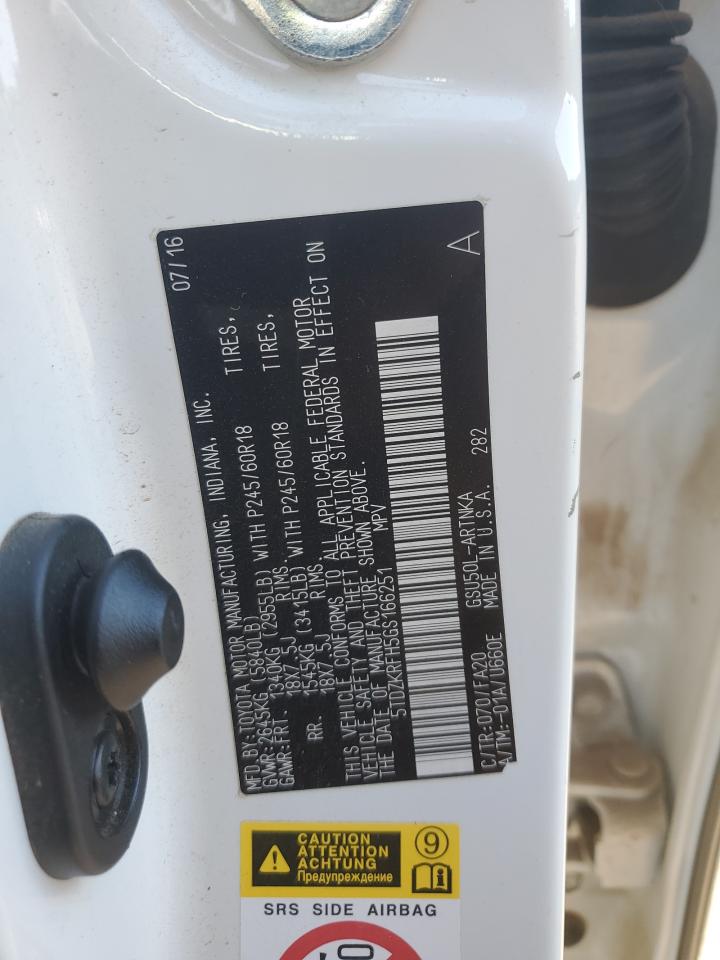 MFD BY:TOYOTA MOTOR MANUFACTURING, INDIANA, INC. 07/16
GVWR:2645KG (5840LB)
GAWR:FRT. 1340KG (2955LB) WITH P245/60R18 TIRES,
18X7.5J RIMS.
RR. 1545KG (3415LB) WITH P245/60R18 TIRES,
18X7.5J RIMS.
THIS VEHICLE CONFORMS TO ALL APPLICABLE FEDERAL MOTOR
VEHICLE SAFETY AND THEFT PREVENTION STANDARDS IN EFFECT ON
THE DATE OF MANUFACTURE SHOWN ABOVE.
5TDZKRFH5GS166251 MPV
C/TR:070/FA20 GSU50L-ARTNKA A
A/TM:-01A/U660E MADE IN U.S.A. 282
CAUTION
ATTENTION
ACHTUNG
Предупреждение
9
SRS SIDE AIRBAG